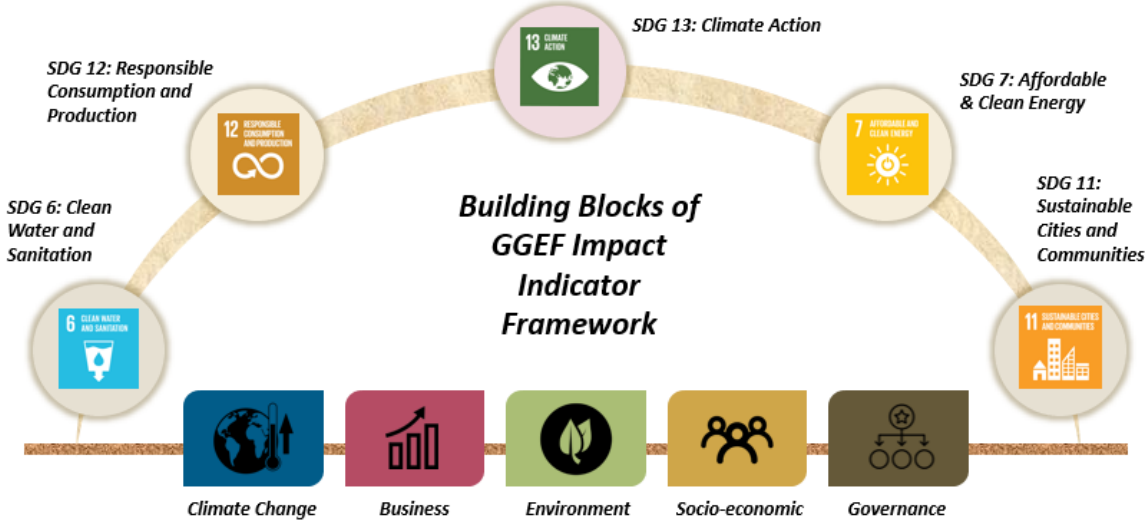 SDG 13: Climate Action
13 CLIMATE
ACTION
SDG 12: Responsible
Consumption and
Production
12 RESPONSIBLE
CONSUMPTION
AND PRODUCTION
SDG 7: Affordable
& Clean Energy
7 AFFORDABLE AND
CLEAN ENERGY
SDG 6: Clean
Water and
Sanitation
6 CLEAN WATER
AND SANITATION
SDG 11:
Sustainable
Cities and
Communities
11 SUSTAINABLE CITIES
AND COMMUNITIES
Building Blocks of
GGEF Impact
Indicator
Framework
Climate Change
Business
Environment
Socio-economic
Governance